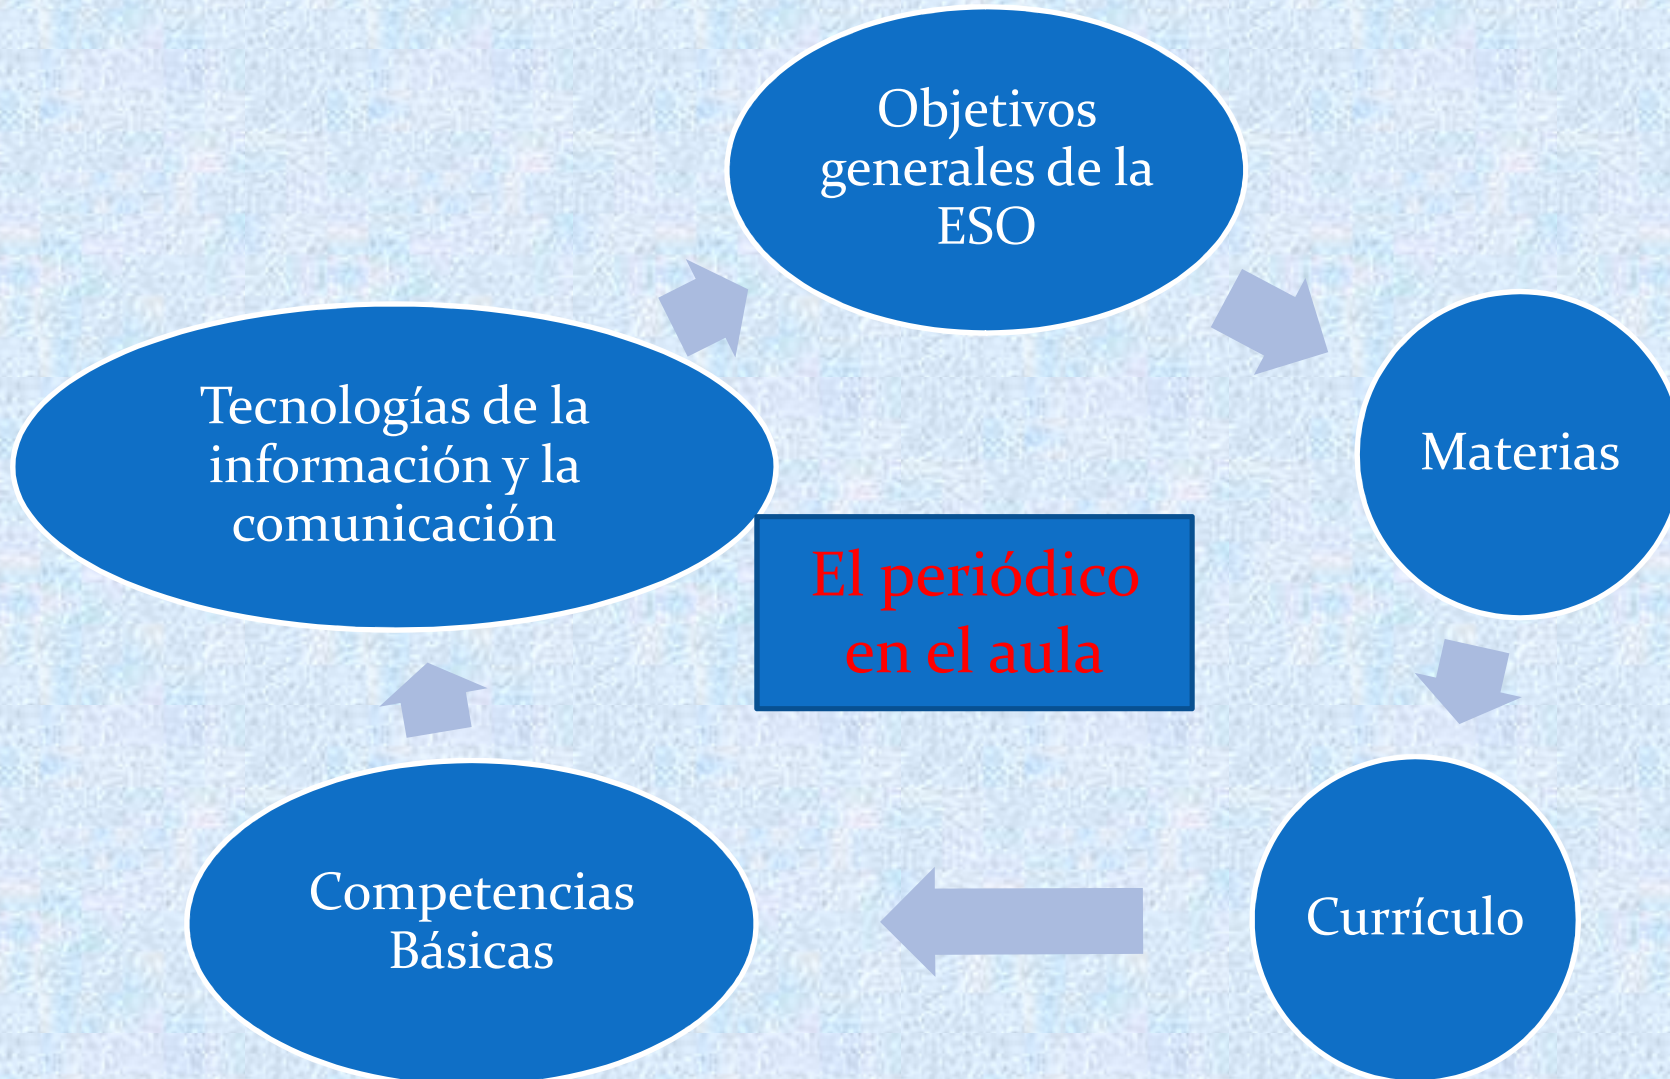 Objetivos
generales de la
ESO
Materias
Currículo
Competencias
Básicas
Tecnologías de la
información y la
comunicación
El periódico
en el aula